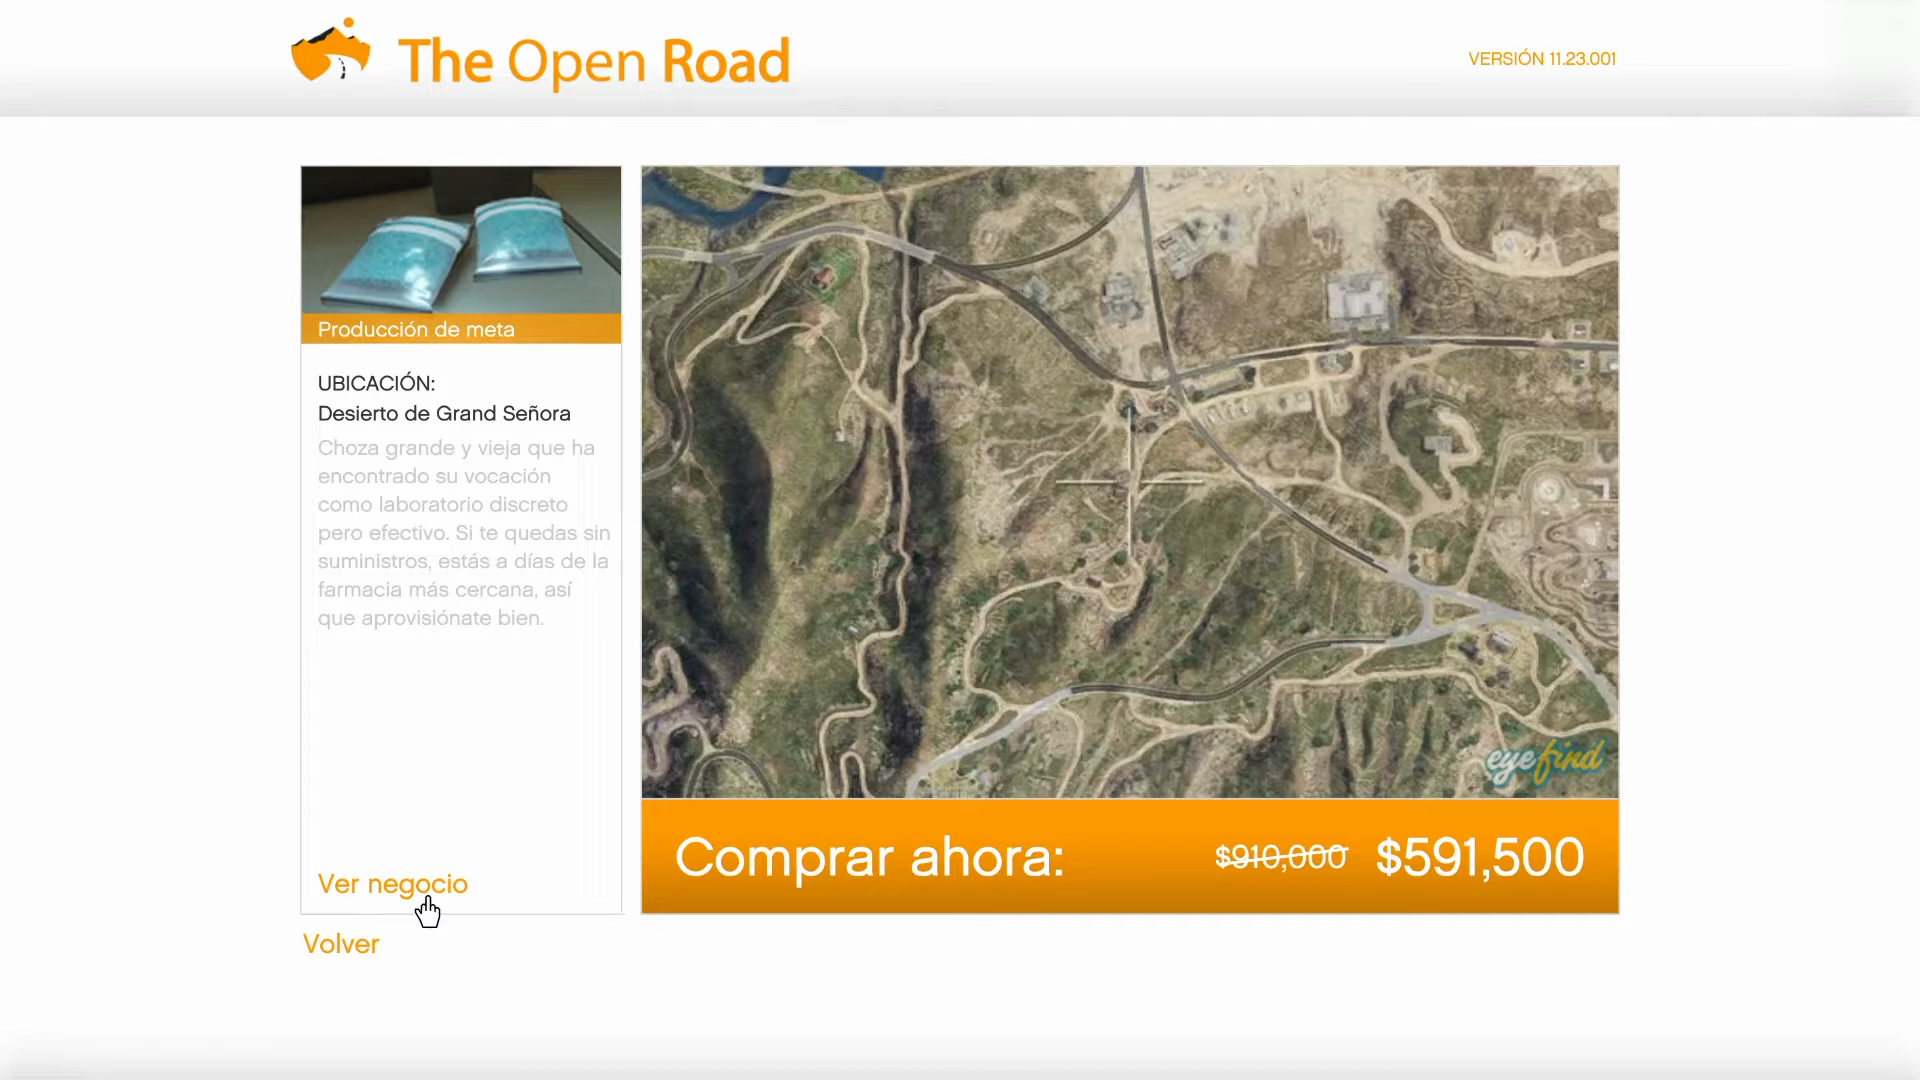 The Open Road
VERSIÓN 11.23.001
Producción de meta
UBICACIÓN:
Desierto de Grand Señora
Choza grande y vieja que ha
encontrado su vocación
como laboratorio discreto
pero efectivo. Si te quedas sin
suministros, estás a días de la
farmacia más cercana, así
que aprovisiónate bien.
Ver negocio
Volver
eyefind
Comprar ahora: $910,000 $591,500